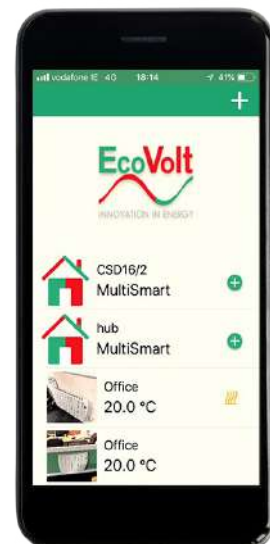 vodafone IE 4G 18:14 41%
+
EcoVolt
INNOVATION IN ENERGY
CSD16/2
MultiSmart
hub
MultiSmart
Office
20.0 °C
Office
20.0 °C